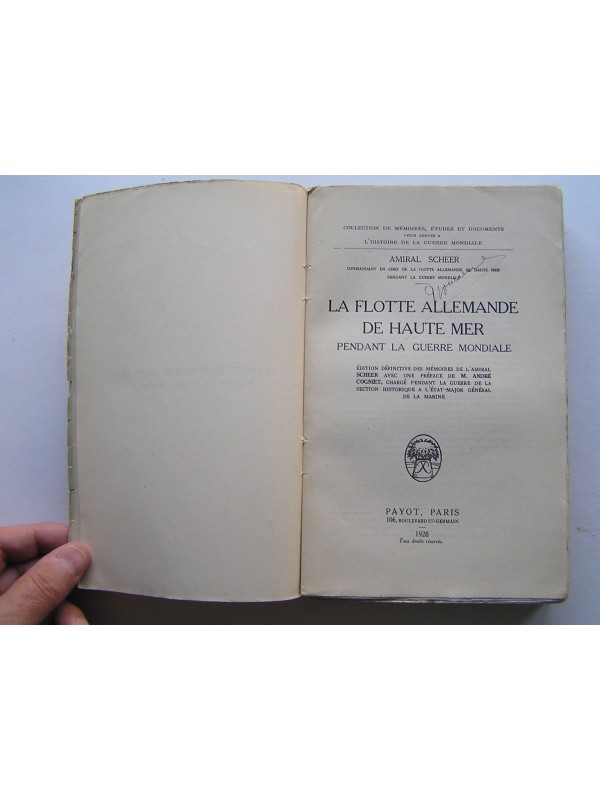 COLLECTION DE MÉMOIRES, ÉTUDES ET DOCUMENTS
POUR SERVIR A
L'HISTOIRE DE LA GUERRE MONDIALE
AMIRAL SCHEER
COMMANDANT EN CHEF DE LA FLOTTE ALLEMANDE DE HAUTE MER
PENDANT LA GUERRE MONDIALE
LA FLOTTE ALLEMANDE
DE HAUTE MER
PENDANT LA GUERRE MONDIALE
ÉDITION DÉFINITIVE DES MÉMOIRES DE L'AMIRAL
SCHEER AVEC UNE PRÉFACE DE M. ANDRÉ
COGNIET, CHARGÉ PENDANT LA GUERRE DE LA
SECTION HISTORIQUE A L'ÉTAT-MAJOR GÉNÉRAL
DE LA MARINE
PAYOT, PARIS
106, BOULEVARD ST-GERMAIN
1928
Tous droits réservés.